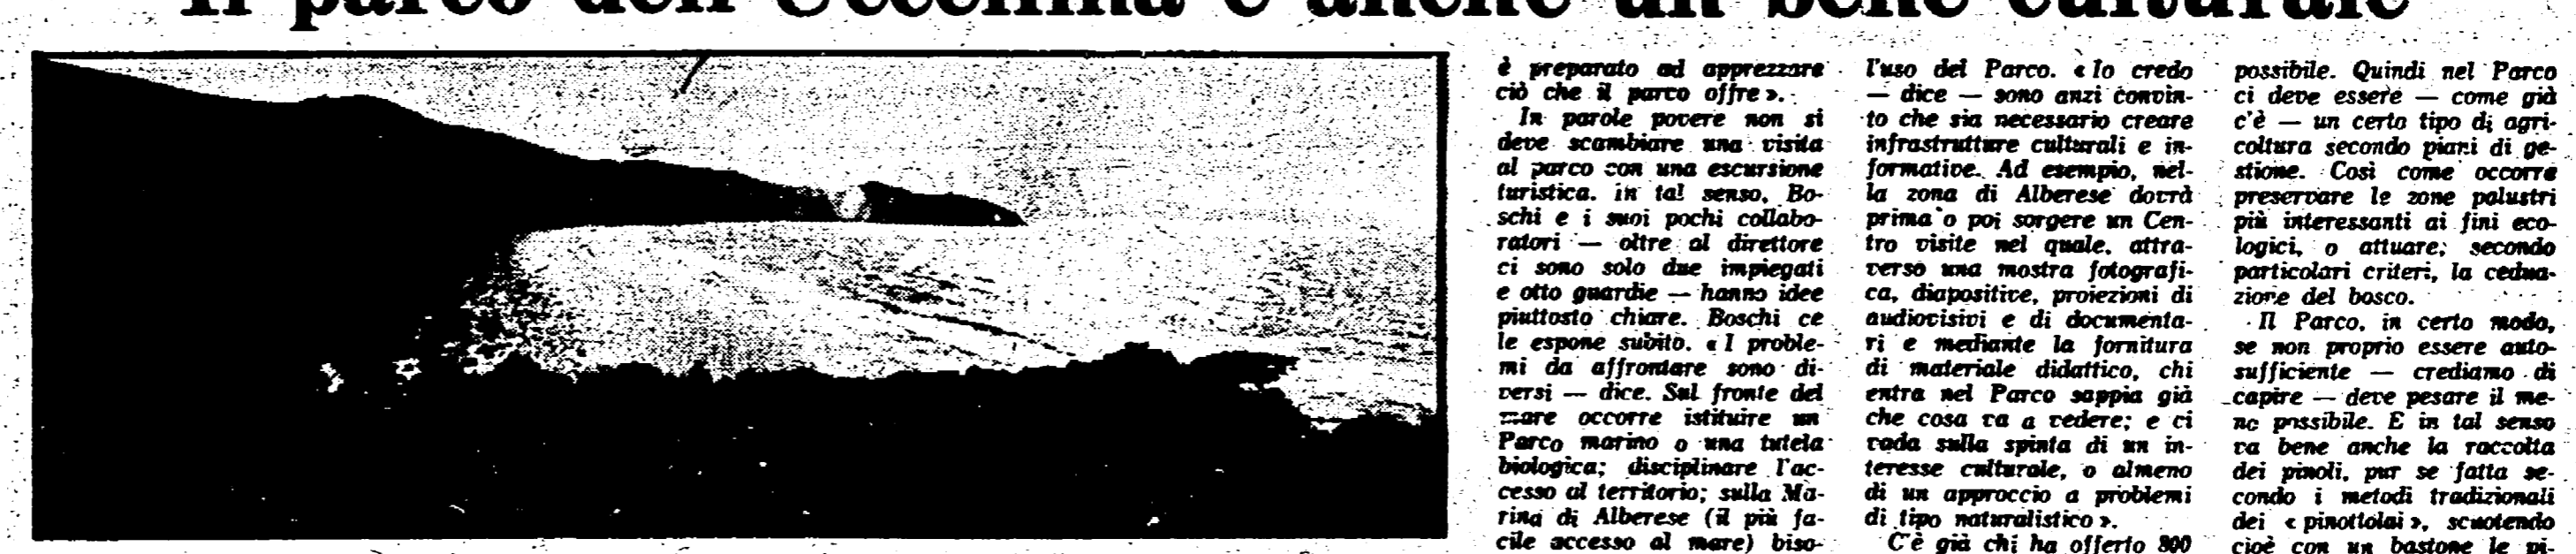 Il parco dell'Uccellina è anche un bene culturale
è preparato ad apprezzare
ciò che il parco offre».
In parole povere non si
deve scambiare una visita
al parco con una escursione
turistica. in tal senso, Bo-
schi e i suoi pochi collabo-
ratori — oltre al direttore
ci sono solo due impiegati
e otto guardie — hanno idee
piuttosto chiare. Boschi ce
le espone subito. «I proble-
mi da affrontare sono di-
versi — dice. Sul fronte del
mare occorre istituire un
Parco marino o una tutela
biologica; disciplinare l'ac-
cesso al territorio; sulla Ma-
rina di Alberese (il più fa-
cile accesso al mare) biso-
l'uso del Parco. «Io credo
— dice — sono anzi convin-
to che sia necessario creare
infrastrutture culturali e in-
formative. Ad esempio, nel-
la zona di Alberese dovrà
prima o poi sorgere un Cen-
tro visite nel quale, attra-
verso una mostra fotografi-
ca, diapositive, proiezioni di
audiovisivi e di documenta-
ri e mediante la fornitura
di materiale didattico, chi
entra nel Parco sappia già
che cosa va a vedere; e ci
vada sulla spinta di un in-
teresse culturale, o almeno
di un approccio a problemi
di tipo naturalistico».
C'è già chi ha offerto 800
possibile. Quindi nel Parco
ci deve essere — come già
c'è — un certo tipo di agri-
coltura secondo piani di ge-
stione. Così come occorre
preservare le zone palustri
più interessanti ai fini eco-
logici, o attuare, secondo
particolari criteri, la cedua-
zione del bosco.
Il Parco, in certo modo,
se non proprio essere auto-
sufficiente — crediamo di
capire — deve pesare il me-
no possibile. E in tal senso
va bene anche la raccolta
dei pinoli, pur se fatta se-
condo i metodi tradizionali
dei «pinottolai», scuotendo
cioè con un bastone le pi-